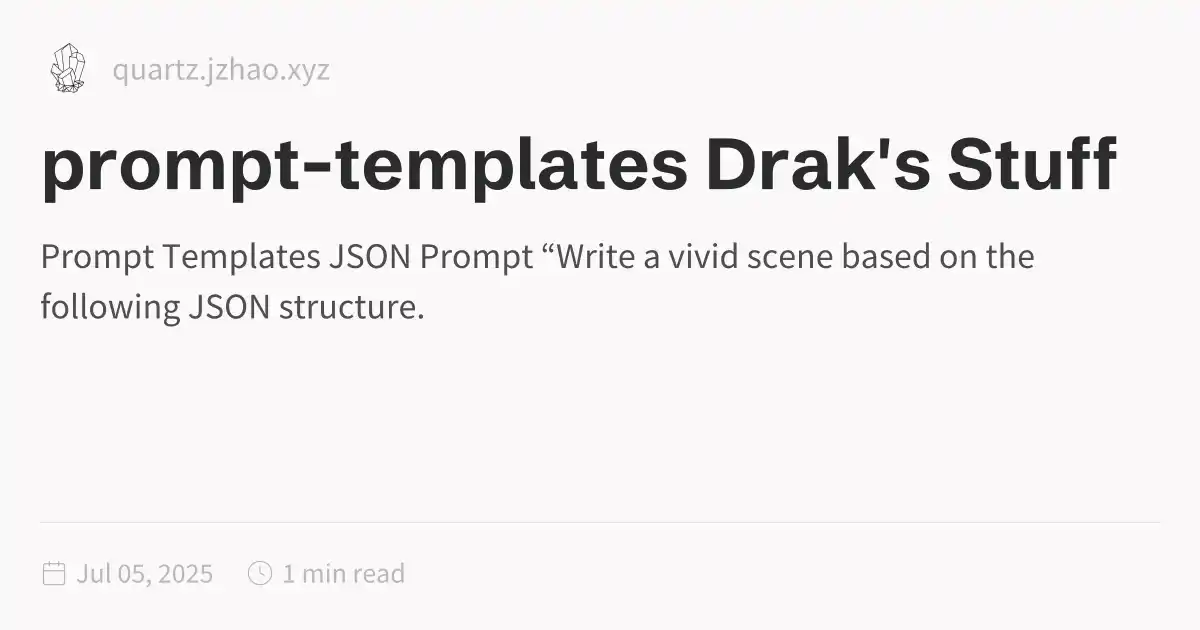 quartz.jzhao.xyz
prompt-templates Drak's Stuff
Prompt Templates JSON Prompt “Write a vivid scene based on the
following JSON structure.
Jul 05, 2025 1 min read